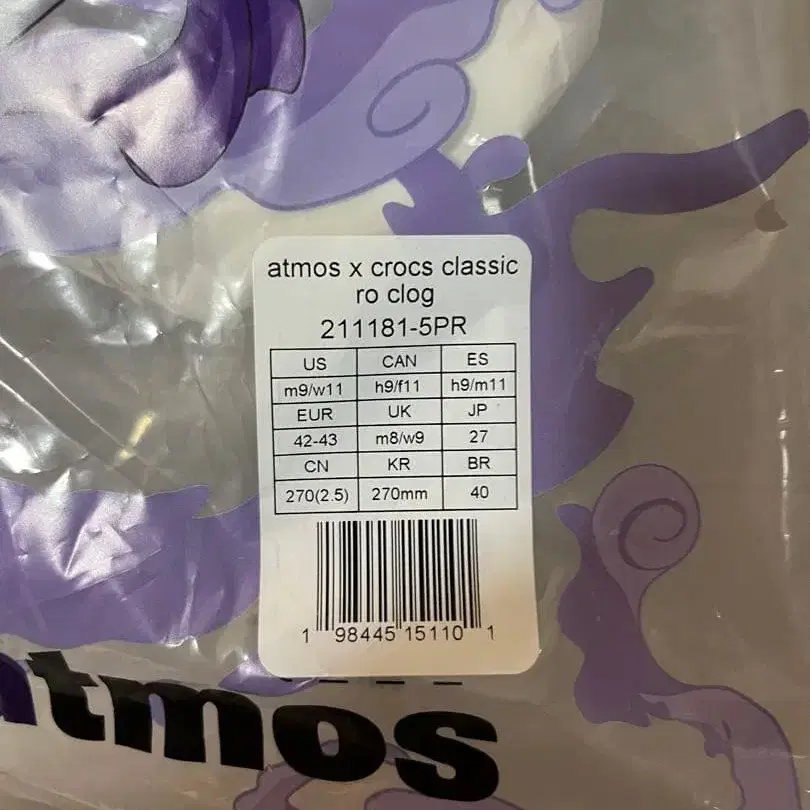 atmos x crocs classic
ro clog
211181-5PR
US CAN ES
m9/w11 h9/f11 h9/m11
EUR UK JP
42-43 m8/w9 27
CN KR BR
270(2.5) 270mm 40
1 98445 15110 1
atmos